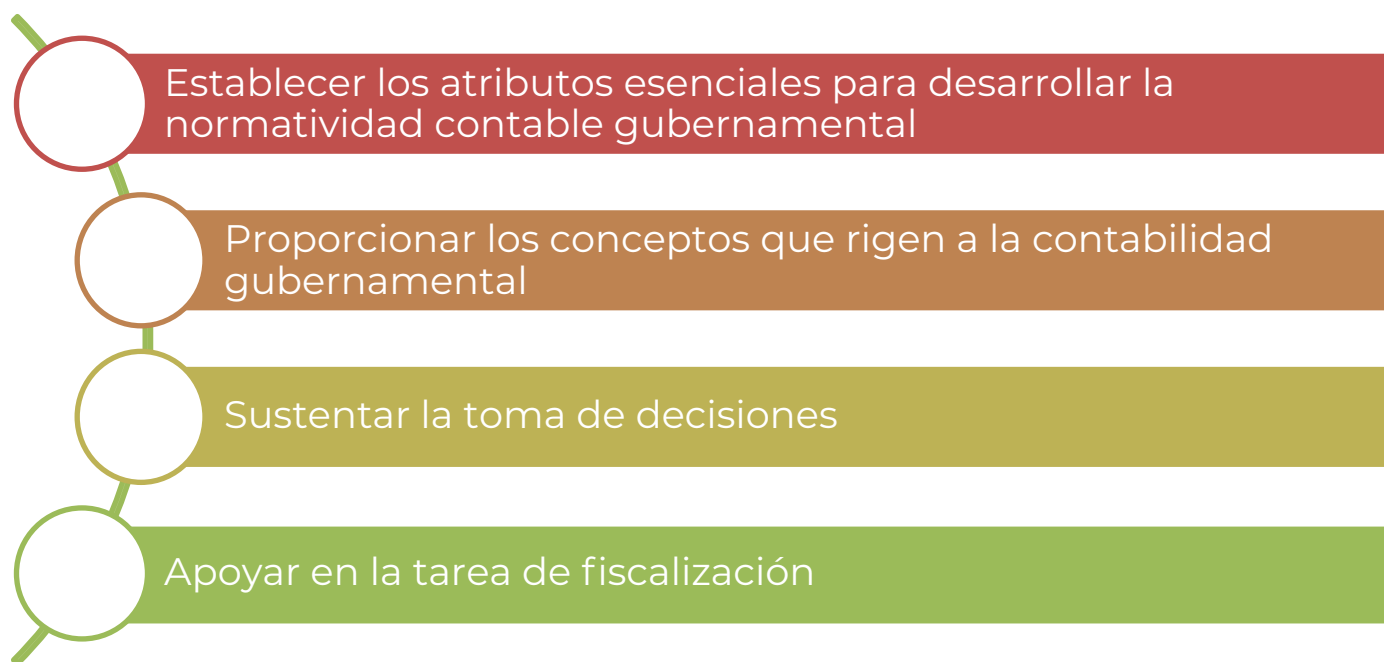 Establecer los atributos esenciales para desarrollar la
normatividad contable gubernamental
Proporcionar los conceptos que rigen a la contabilidad
gubernamental
Sustentar la toma de decisiones
Apoyar en la tarea de fiscalización